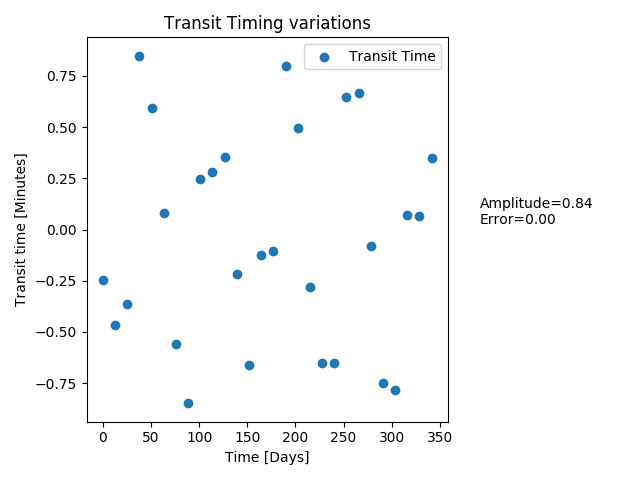 Transit Timing variations
Transit Time
Transit time [Minutes]
0.75
0.50
0.25
0.00
−0.25
−0.50
−0.75
0 50 100 150 200 250 300 350
Time [Days]
Amplitude=0.84
Error=0.00